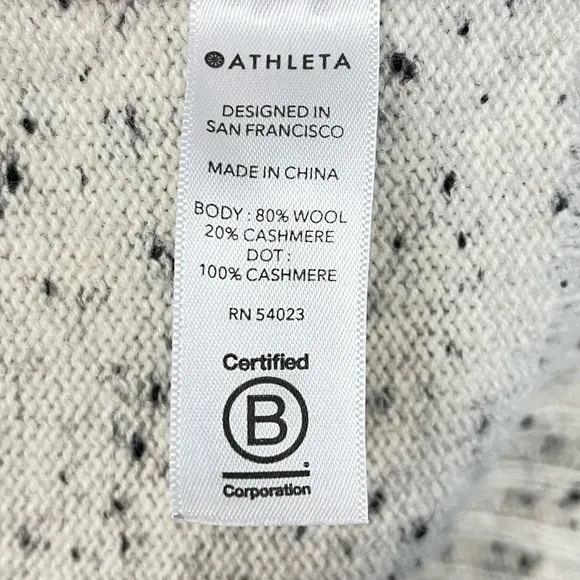 ATHLETA
DESIGNED IN
SAN FRANCISCO
MADE IN CHINA
BODY : 80% WOOL
20% CASHMERE
DOT :
100% CASHMERE
RN 54023
Certified
B
Corporation